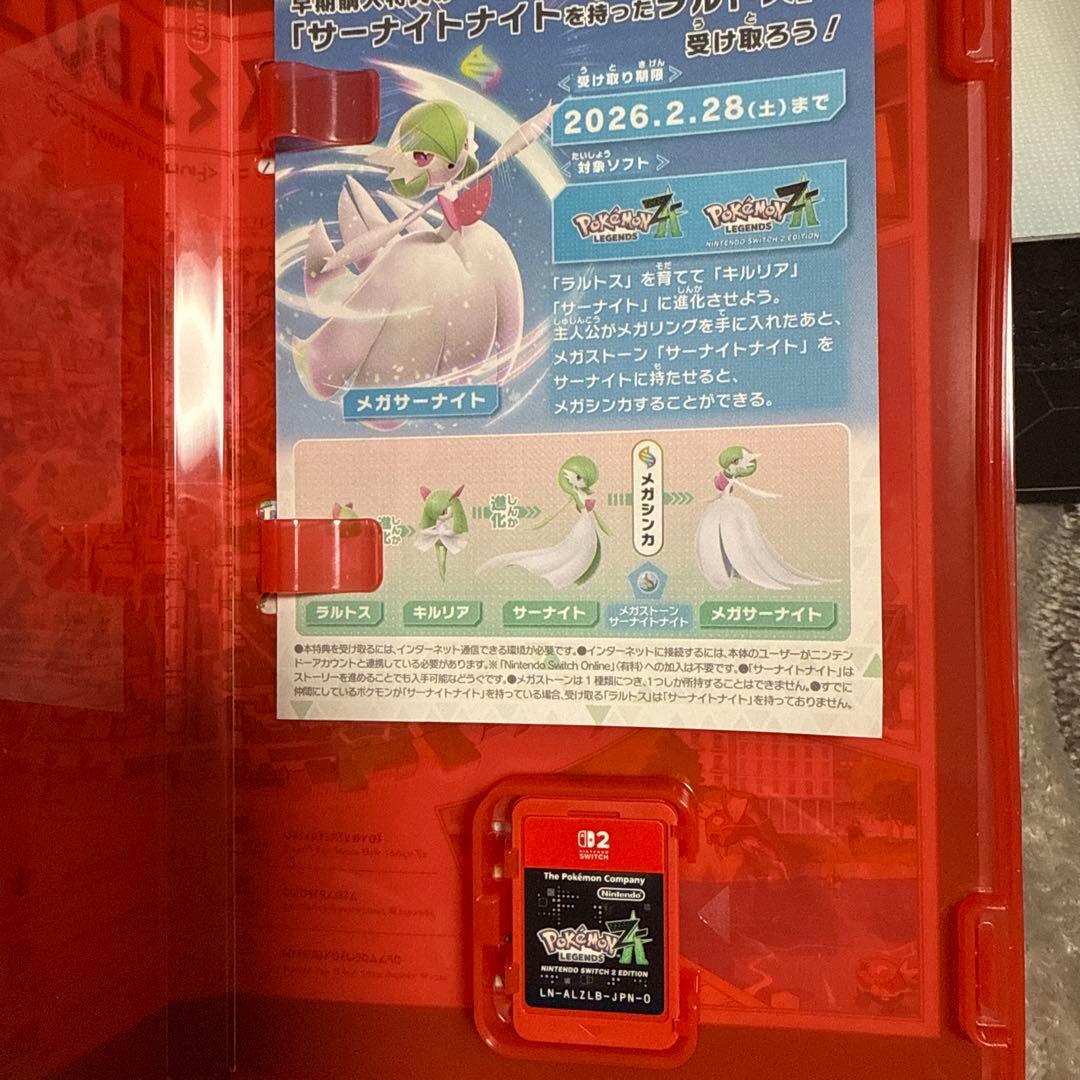 「サーナイトナイトを持った
受け取ろう!
受け取り期限
2026.2.28(土)まで
対象ソフト
Pokémon LEGENDS Z-A
Pokémon LEGENDS Z-A
NINTENDO SWITCH 2 EDITION
「ラルトス」を育てて「キルリア」
「サーナイト」に進化させよう。
主人公がメガリングを手に入れたあと、
メガストーン「サーナイトナイト」を
サーナイトに持たせると、
メガシンカすることができる。
メガサーナイト
進化
進化
メガシンカ
ラルトス
キルリア
サーナイト
メガストーン
サーナイトナイト
メガサーナイト
●本特典を受け取るには、インターネット通信できる環境が必要です。●インターネットに接続するには、本体のユーザーがニンテン
ドーアカウントと連携している必要があります。※「Nintendo Switch Online」(有料)への加入は不要です。●「サーナイトナイト」は
ストーリーを進めることでも入手可能などうぐです。●メガストーンは1種類につき、1つしか所持することはできません。●すでに
仲間にしているポケモンが「サーナイトナイト」を持っている場合、受け取る「ラルトス」は「サーナイトナイト」を持っておりません。
2
NINTENDO
SWITCH
The Pokémon Company
Nintendo
Pokémon
LEGENDS
Z-A
NINTENDO SWITCH 2 EDITION
LN-ALZLB-JPN-0